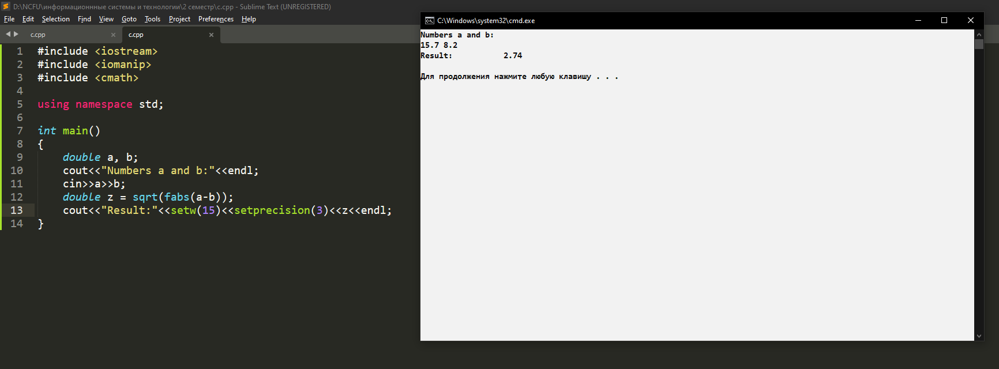 D:\NCFU\информационнные системы и технологии\2 семестр\c.cpp - Sublime Text (UNREGISTERED)
File Edit Selection Find View Goto Tools Project Preferences Help
c.cpp × c.cpp ×
1 #include <iostream>
2 #include <iomanip>
3 #include <cmath>
4
5 using namespace std;
6
7 int main()
8 {
9 double a, b;
10 cout<<"Numbers a and b:"<<endl;
11 cin>>a>>b;
12 double z = sqrt(fabs(a-b));
13 cout<<"Result:"<<setw(15)<<setprecision(3)<<z<<endl;
14 }
C:\Windows\system32\cmd.exe
Numbers a and b:
15.7 8.2
Result: 2.74
Для продолжения нажмите любую клавишу . . .